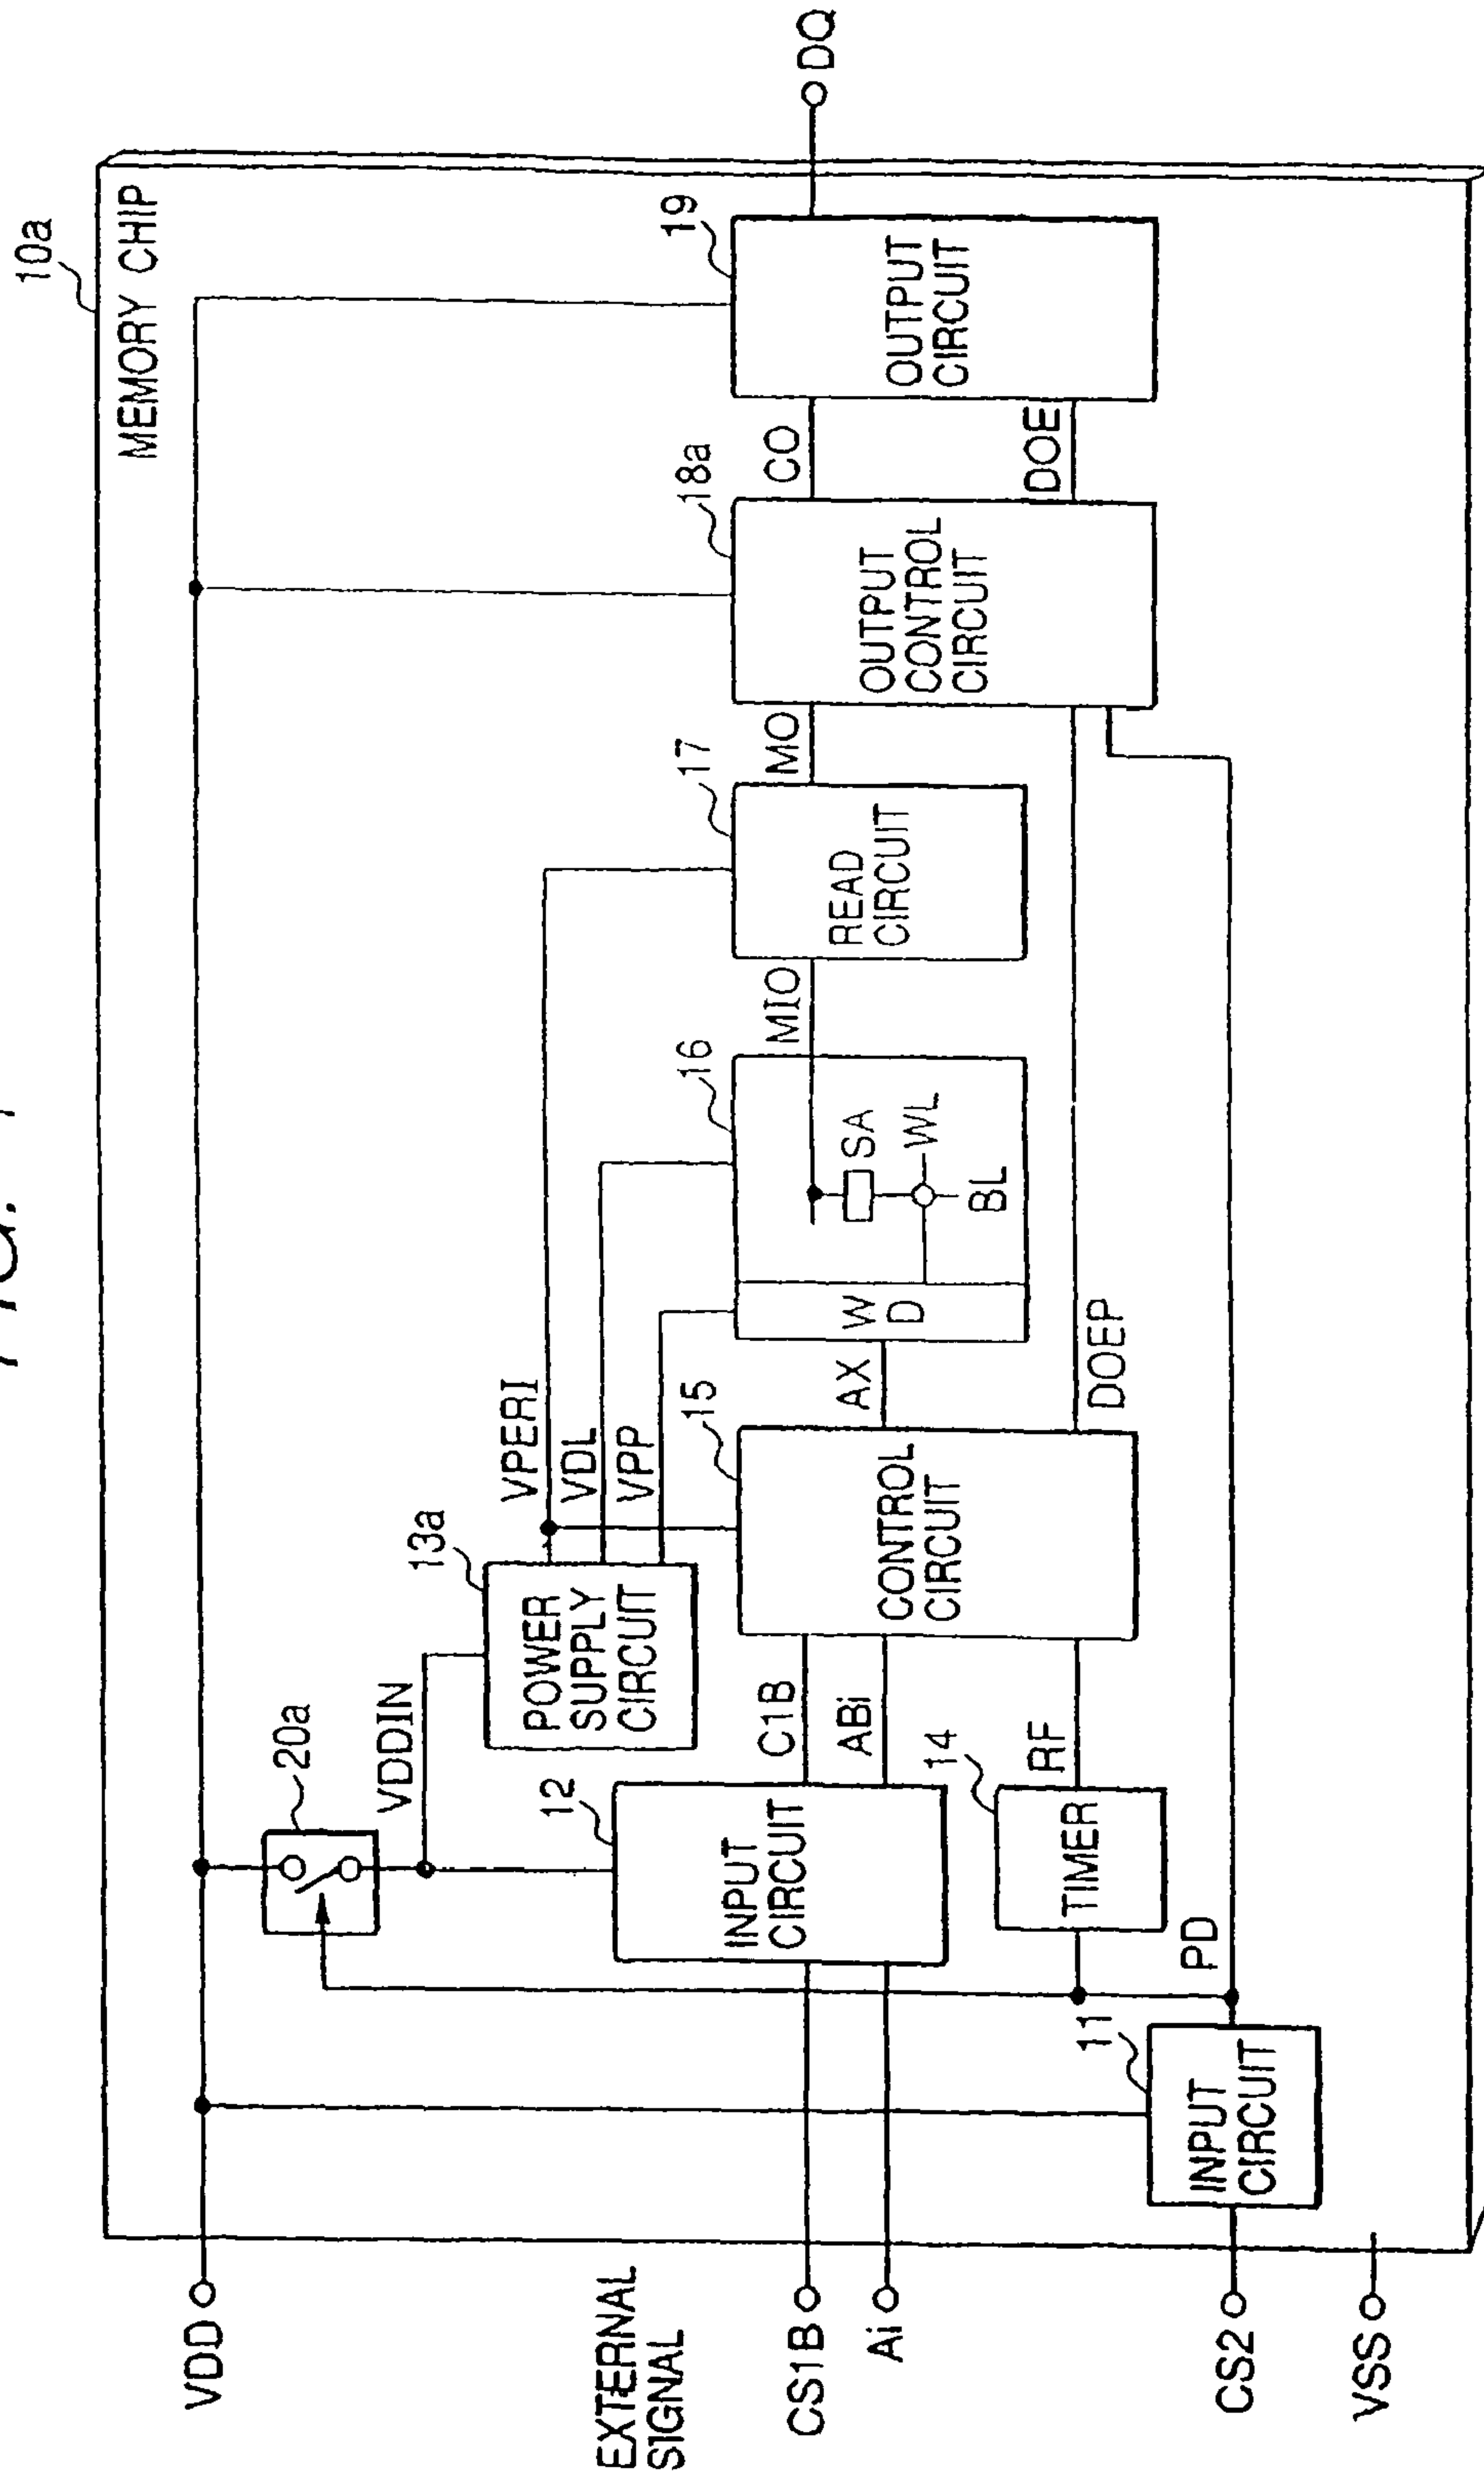 10a
MEMORY CHIP
VDD
20a
VDDIN
13a
POWER
SUPPLY
CIRCUIT
VPERI
VDL
VPP
EXTERNAL
SIGNAL
CS1B
Ai
12
INPUT
CIRCUIT
C1B
ABi
15
CONTROL
CIRCUIT
AX
W
D
16
SA
WL
BL
MIO
17
READ
CIRCUIT
MO
18a
OUTPUT
CONTROL
CIRCUIT
CO
DOE
19
OUTPUT
CIRCUIT
DQ
14
TIMER
RF
DOEP
CS2
11
INPUT
CIRCUIT
PD
VSS